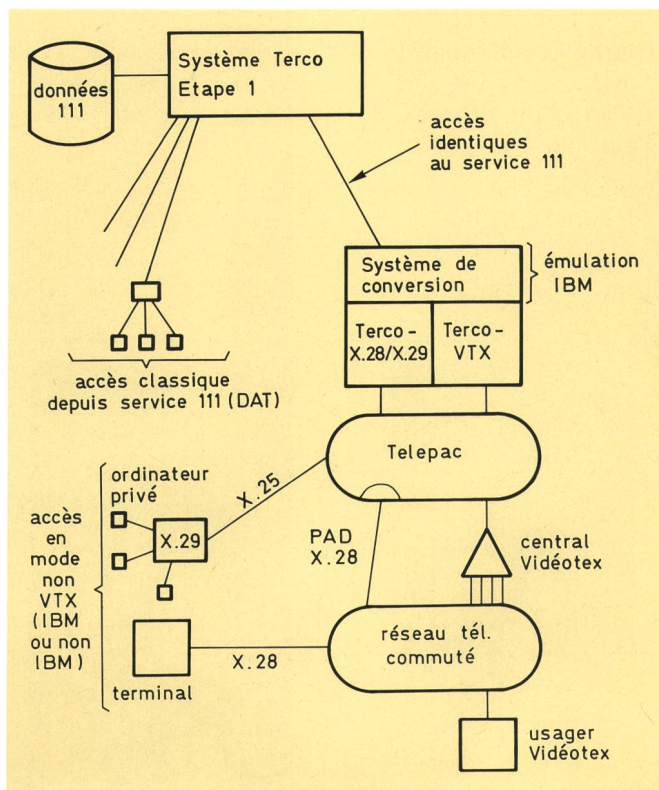 données
111
Système Terco
Etape 1
accès
identiques
au service 111
Système de
conversion
émulation
IBM
Terco-
X.28/X.29
Terco-
VTX
accès classique
depuis service 111 (DAT)
Telepac
ordinateur
privé
X.25
X.29
accès
en
mode
non
VTX
(IBM
ou non
IBM)
PAD
X.28
central
Vidéotex
réseau tél.
commuté
X.28
terminal
usager
Vidéotex